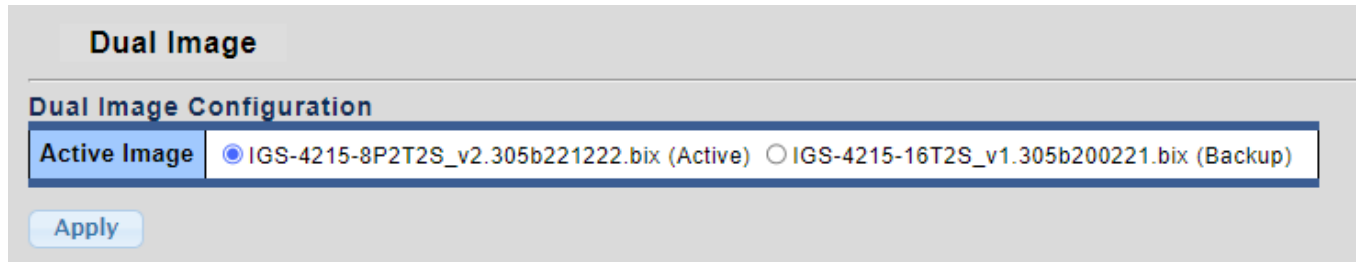 Dual Image
Dual Image Configuration
Active Image IGS-4215-8P2T2S_v2.305b221222.bix (Active) IGS-4215-16T2S_v1.305b200221.bix (Backup)
Apply